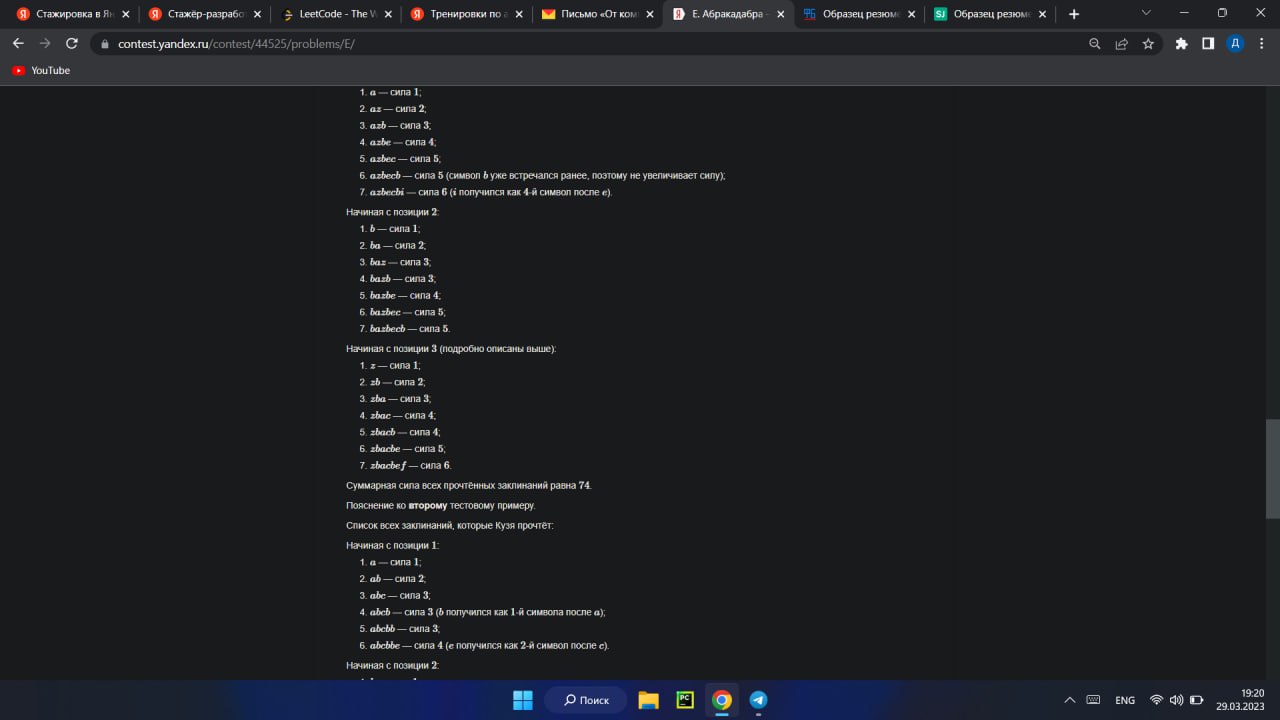 Стажировка в Ян
Стажёр-разрабо
LeetCode - The W
Тренировки по а
Письмо «От ком
Е. Абракадабра -
Образец резюме
Образец резюме
contest.yandex.ru/contest/44525/problems/E/
Д
YouTube
1. a — сила 1;
2. az — сила 2;
3. azb — сила 3;
4. azbe — сила 4;
5. azbec — сила 5;
6. azbecb — сила 5 (символ b уже встречался ранее, поэтому не увеличивает силу);
7. azbecbi — сила 6 (i получился как 4-й символ после e).
Начиная с позиции 2:
1. b — сила 1;
2. ba — сила 2;
3. baz — сила 3;
4. bazb — сила 3;
5. bazbe — сила 4;
6. bazbec — сила 5;
7. bazbecb — сила 5.
Начиная с позиции 3 (подробно описаны выше):
1. z — сила 1;
2. zb — сила 2;
3. zba — сила 3;
4. zbac — сила 4;
5. zbacb — сила 4;
6. zbacbe — сила 5;
7. zbacbef — сила 6.
Суммарная сила всех прочтённых заклинаний равна 74.
Пояснение ко второму тестовому примеру.
Список всех заклинаний, которые Кузя прочтёт:
Начиная с позиции 1:
1. a — сила 1;
2. ab — сила 2;
3. abc — сила 3;
4. abcb — сила 3 (b получился как 1-й символа после a);
5. abcbb — сила 3;
6. abcbbe — сила 4 (e получился как 2-й символ после c).
Начиная с позиции 2:
Поиск
ENG
19:20
29.03.2023